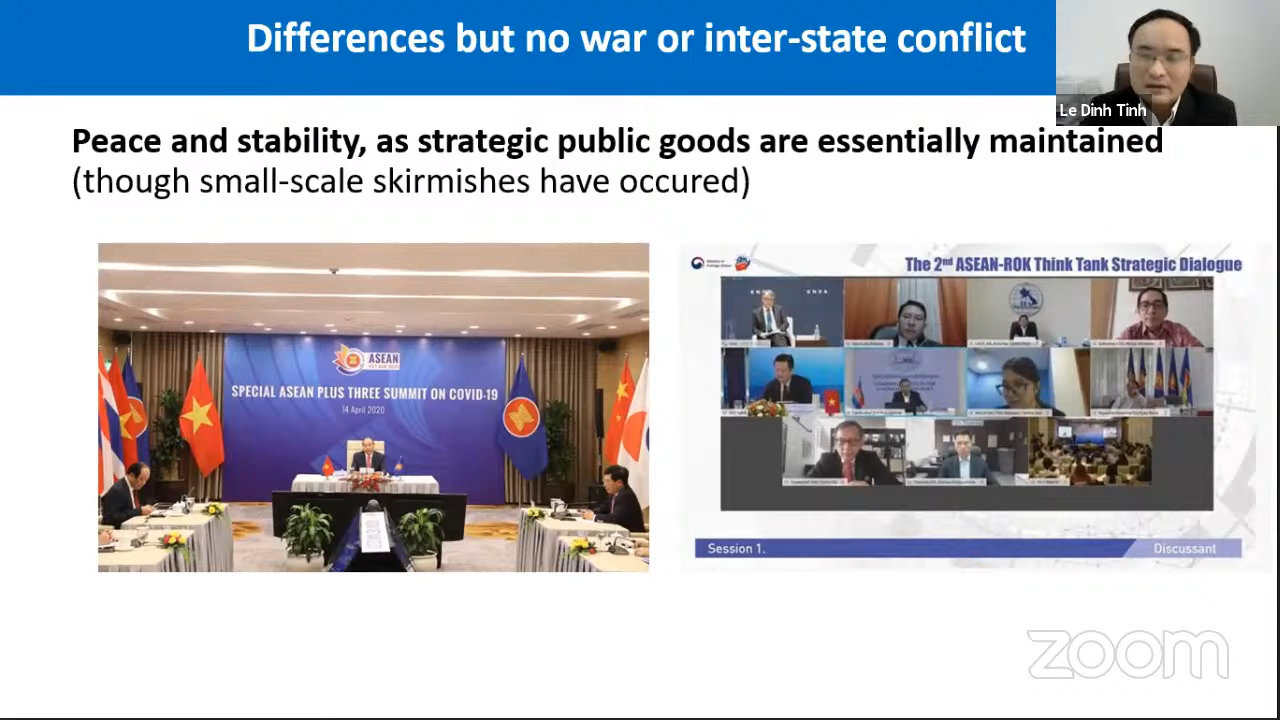 Differences but no war or inter-state conflict
Le Dinh Tinh
Peace and stability, as strategic public goods are essentially maintained
(though small-scale skirmishes have occured)
ASEAN
SPECIAL ASEAN PLUS THREE SUMMIT ON COVID-19
14 April 2020
The 2nd ASEAN-ROK Think Tank Strategic Dialogue
Session 1.
Discussant
zoom